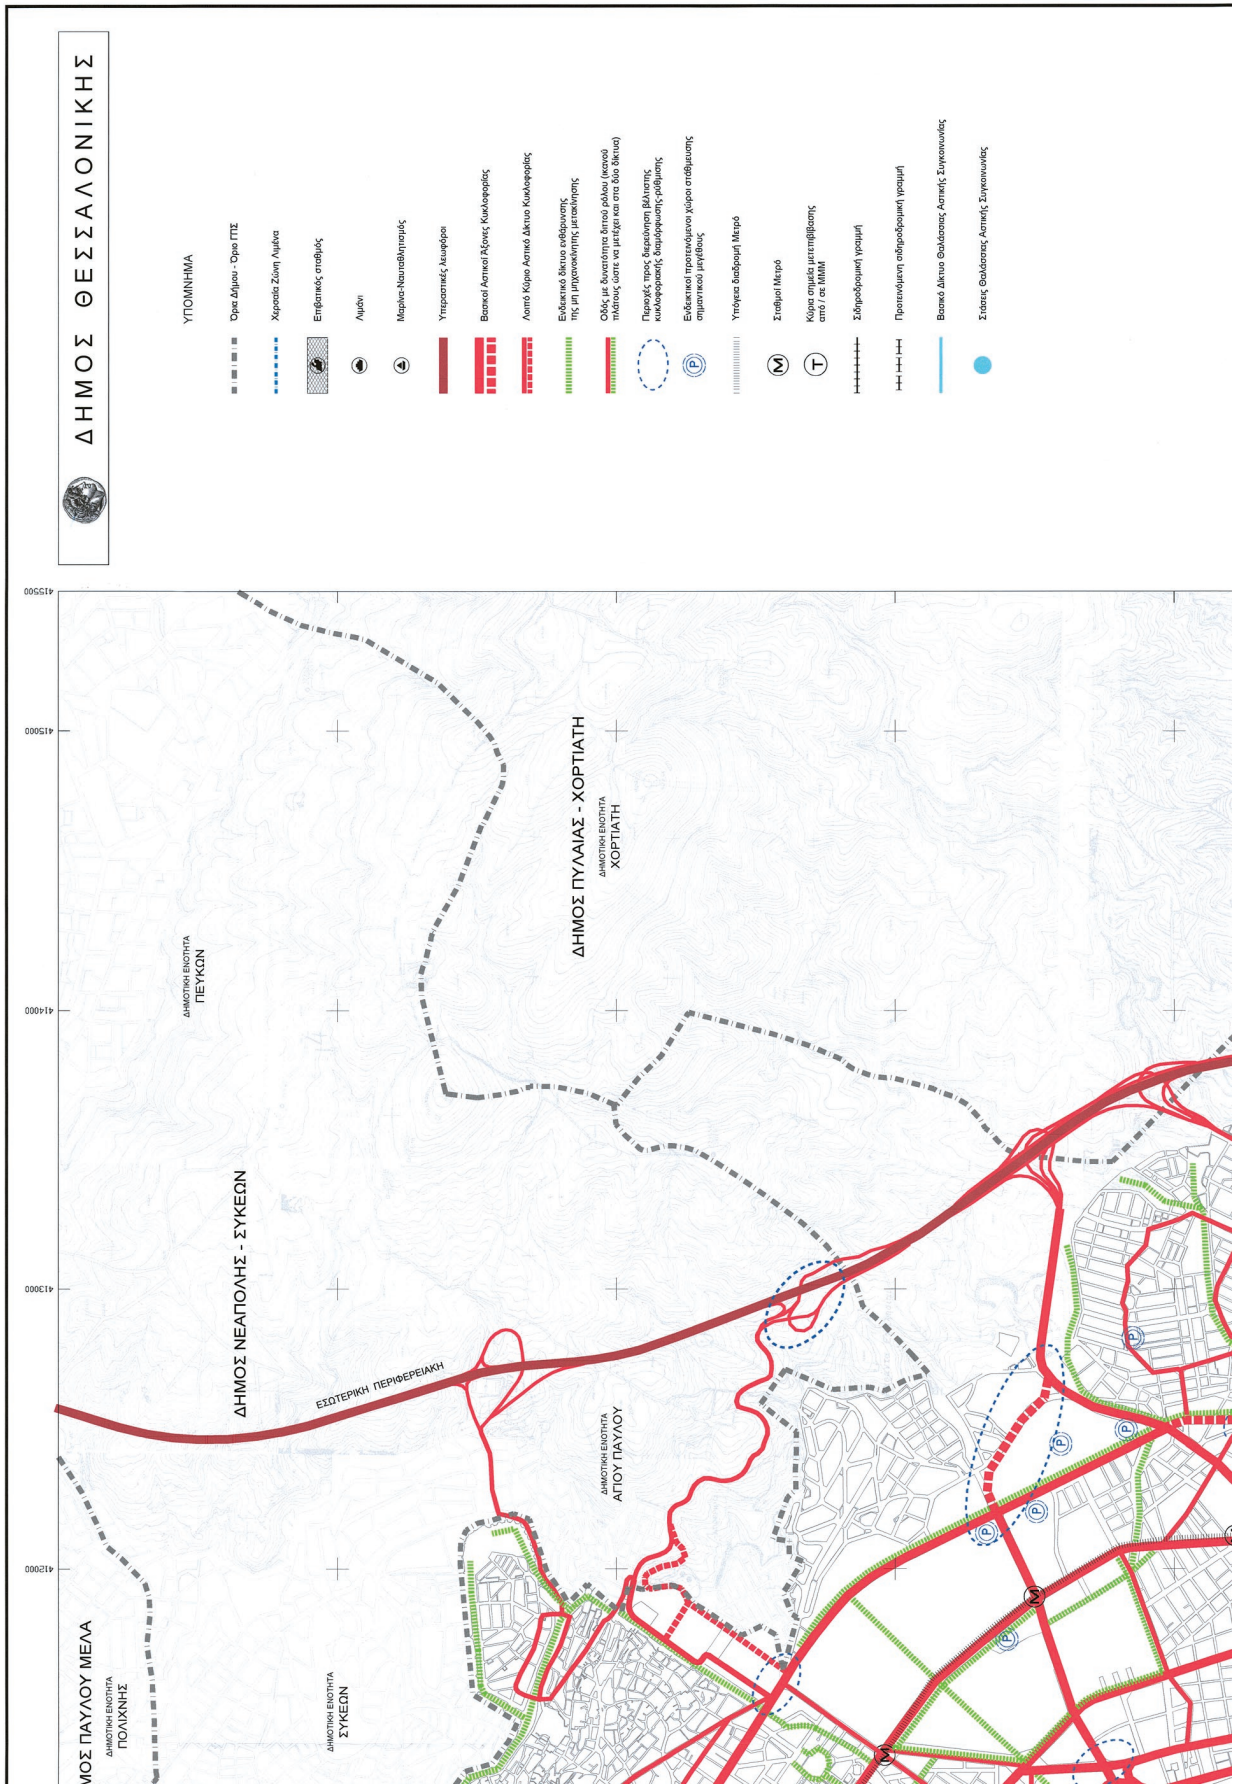 ΔΗΜΟΣ ΘΕΣΣΑΛΟΝΙΚΗΣ
ΥΠΟΜΝΗΜΑ
Όρια Δήμου - Όριο ΓΠΣ
Χερσαία Ζώνη Λιμένα
Επιβατικός σταθμός
Λιμάνι
Μαρίνα-Ναυταθλητισμός
Υπεραστικές λεωφόροι
Βασικοί Αστικοί Άξονες Κυκλοφορίας
Λοιπό Κύριο Αστικό Δίκτυο Κυκλοφορίας
Ενδεικτικό δίκτυο ενθάρυνσης
της μη μηχανοκίνητης μετακίνησης
Οδός με δυνατότητα διττού ρόλου (ικανού
πλάτους ώστε να μετέχει και στα δύο δίκτυα)
Περιοχές προς διερεύνηση βέλτιστης
κυκλοφοριακής διαμόρφωσης-ρύθμισης
Ενδεικτικοί προτεινόμενοι χώροι στάθμευσης
σημαντικού μεγέθους
P
Υπόγεια διαδρομή Μετρό
Σταθμοί Μετρό
M
Κύρια σημεία μετεπιβίβασης
από / σε ΜΜΜ
T
Σιδηροδρομική γραμμή
Προτεινόμενη σιδηροδρομική γραμμή
Βασικό Δίκτυο Θαλάσσιας Αστικής Συγκοινωνίας
Στάσεις Θαλάσσιας Αστικής Συγκοινωνίας
415500
415000
414000
413000
412000
ΔΗΜΟΤΙΚΗ ΕΝΟΤΗΤΑ
ΠΕΥΚΩΝ
ΔΗΜΟΣ ΠΥΛΑΙΑΣ - ΧΟΡΤΙΑΤΗ
ΔΗΜΟΤΙΚΗ ΕΝΟΤΗΤΑ
ΧΟΡΤΙΑΤΗ
ΔΗΜΟΣ ΝΕΑΠΟΛΗΣ - ΣΥΚΕΩΝ
ΕΣΩΤΕΡΙΚΗ ΠΕΡΙΦΕΡΕΙΑΚΗ
ΔΗΜΟΤΙΚΗ ΕΝΟΤΗΤΑ
ΑΓΙΟΥ ΠΑΥΛΟΥ
ΜΟΣ ΠΑΥΛΟΥ ΜΕΛΑ
ΔΗΜΟΤΙΚΗ ΕΝΟΤΗΤΑ
ΠΟΛΙΧΝΗΣ
ΔΗΜΟΤΙΚΗ ΕΝΟΤΗΤΑ
ΣΥΚΕΩΝ
P
P
P
P
P
P
M
M